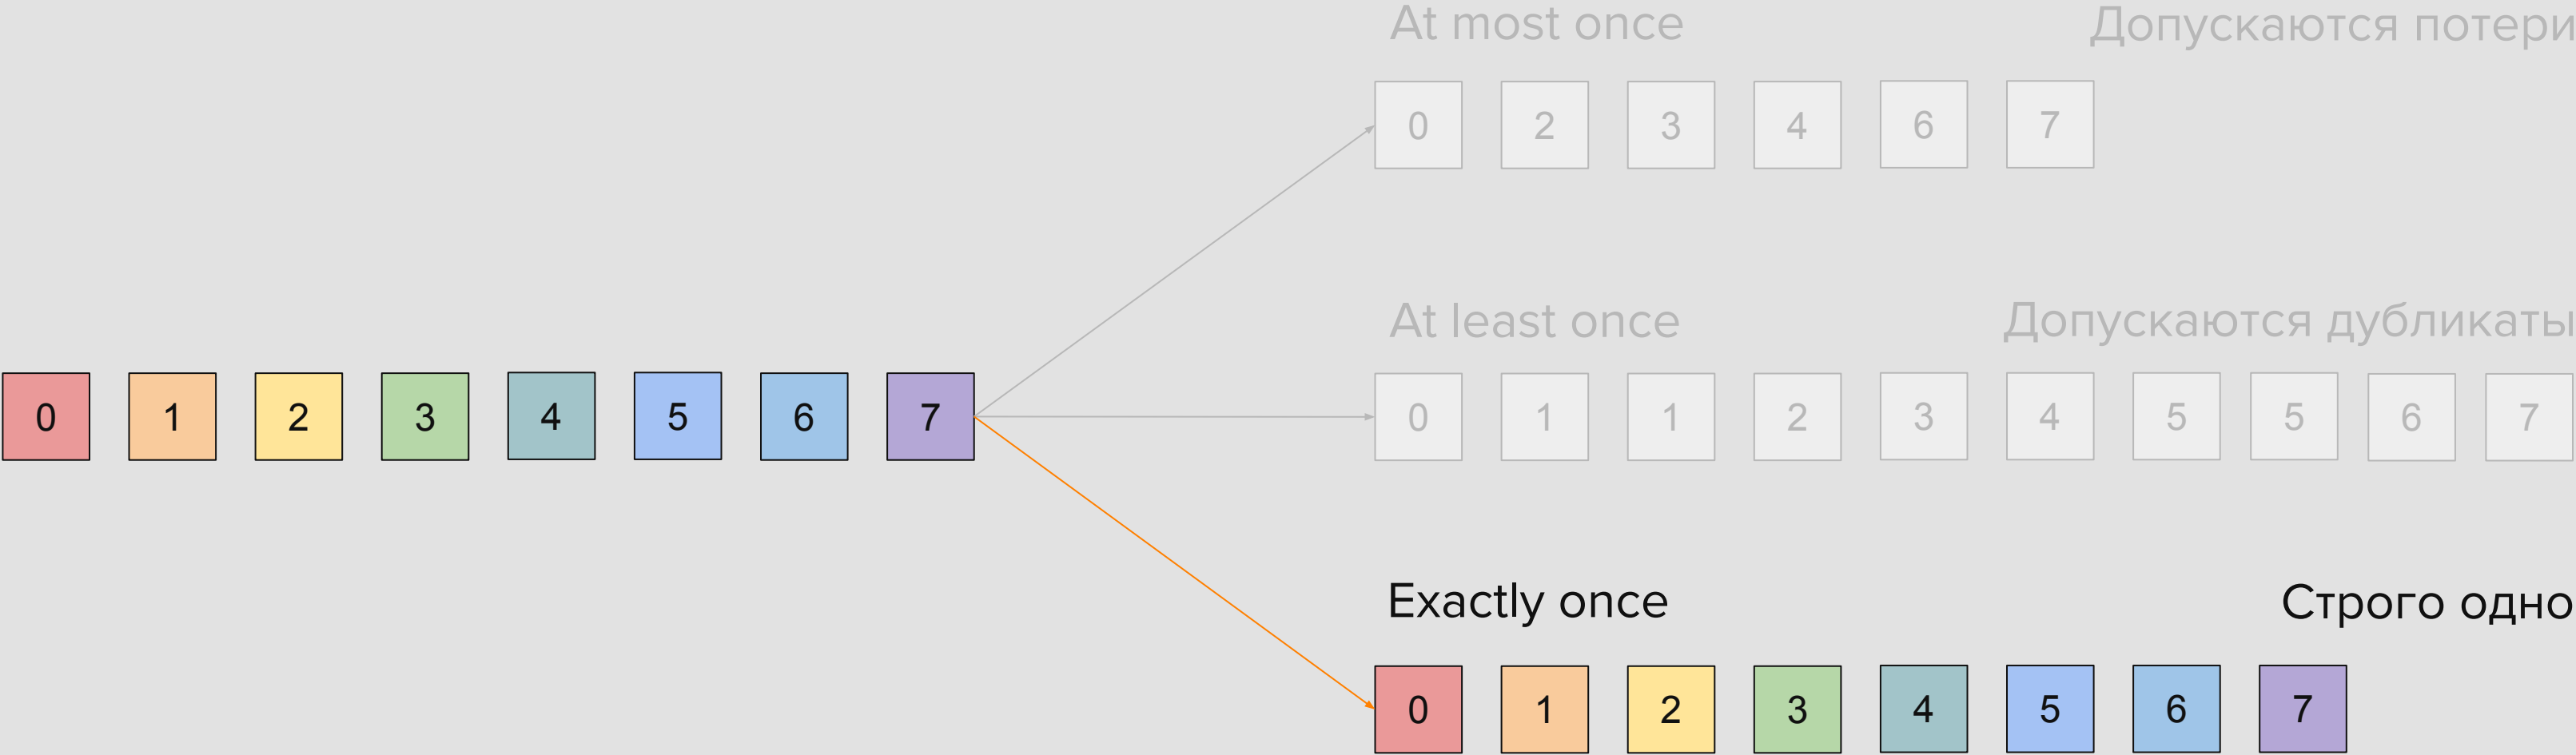 At most once Допускаются потери
0 2 3 4 6 7
At least once Допускаются дубликаты
0 1 2 3 4 5 6 7
0 1 1 2 3 4 5 5 6 7
Exactly once Строго одно
0 1 2 3 4 5 6 7